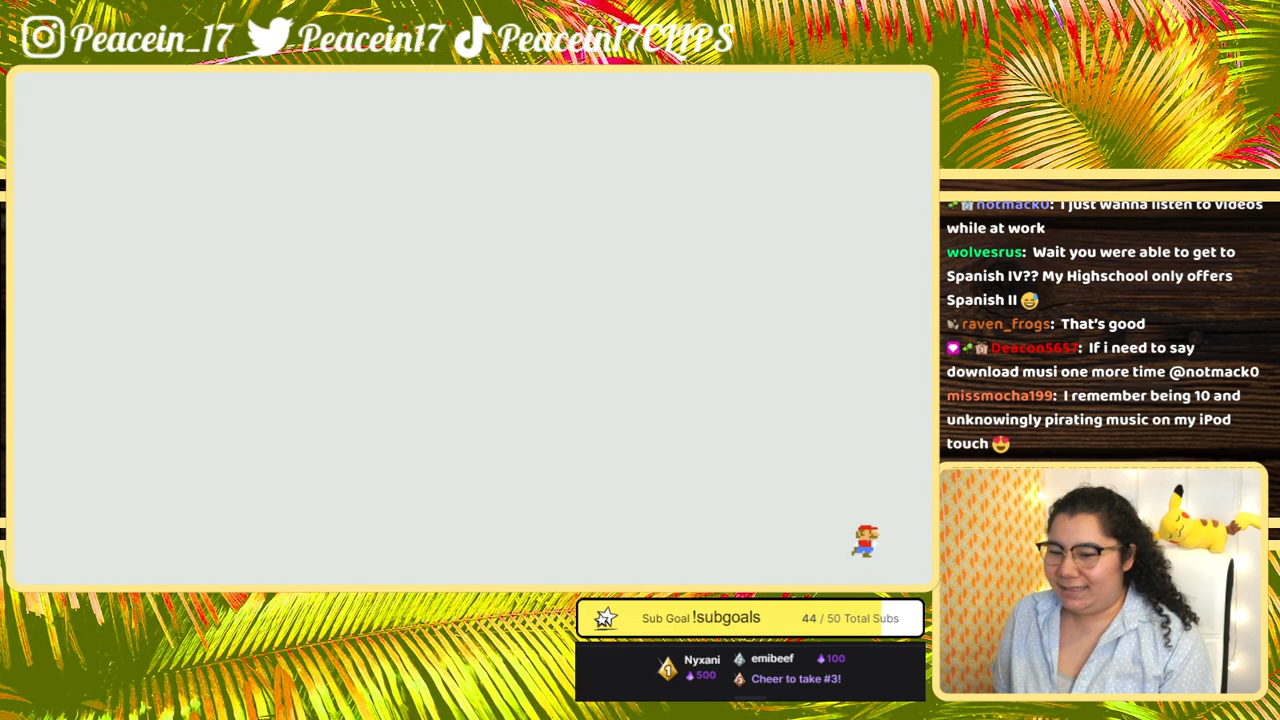 Peacein_17 Peacein17 Peacein17CLIPS
notmack0: I just wanna listen to videos
while at work
wolvesrus: Wait you were able to get to
Spanish IV?? My Highschool only offers
Spanish II 😅
raven_frogs: That's good
Deacon5657: If i need to say
download musi one more time @notmack0
missmocha199: I remember being 10 and
unknowingly pirating music on my iPod
touch 😍
Sub Goal !subgoals 44 / 50 Total Subs
1 Nyxani 500
2 emibeef 100
3 Cheer to take #3!